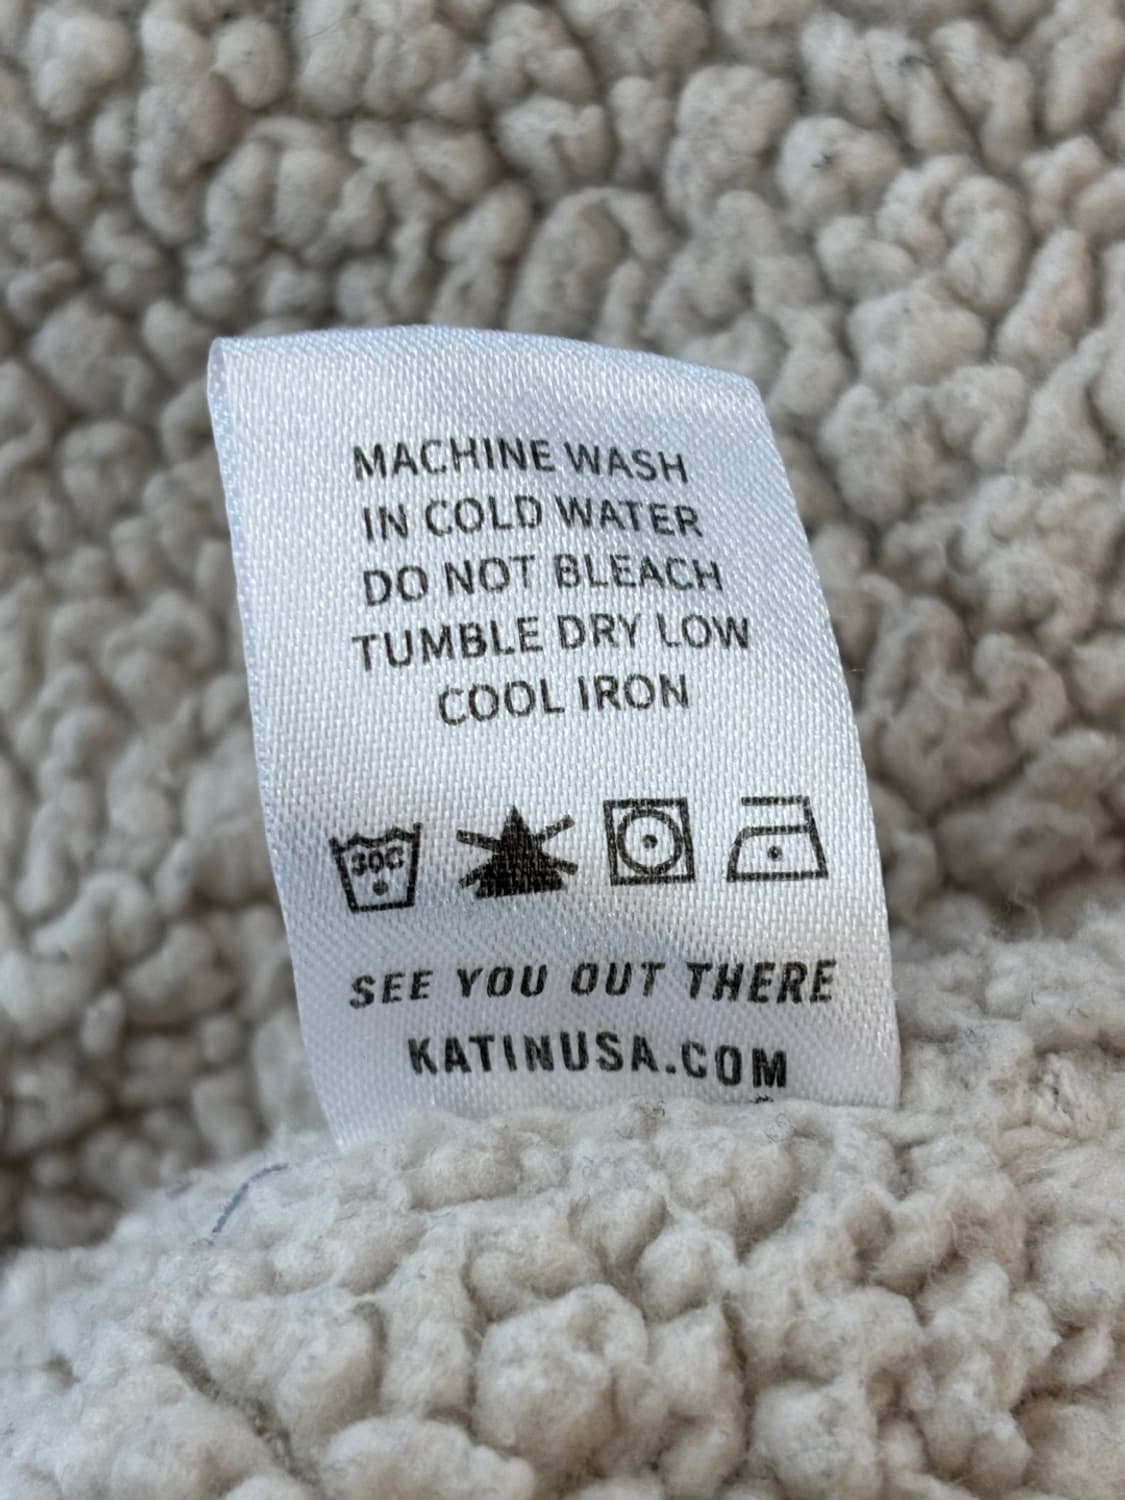 MACHINE WASH
IN COLD WATER
DO NOT BLEACH
TUMBLE DRY LOW
COOL IRON
30C
SEE YOU OUT THERE
KATINUSA.COM